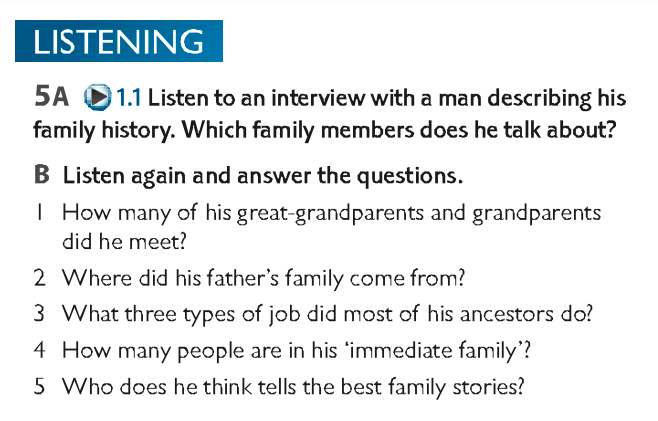 LISTENING
5A 1.1 Listen to an interview with a man describing his
family history. Which family members does he talk about?
B Listen again and answer the questions.
1 How many of his great-grandparents and grandparents
did he meet?
2 Where did his father's family come from?
3 What three types of job did most of his ancestors do?
4 How many people are in his ‘immediate family’?
5 Who does he think tells the best family stories?